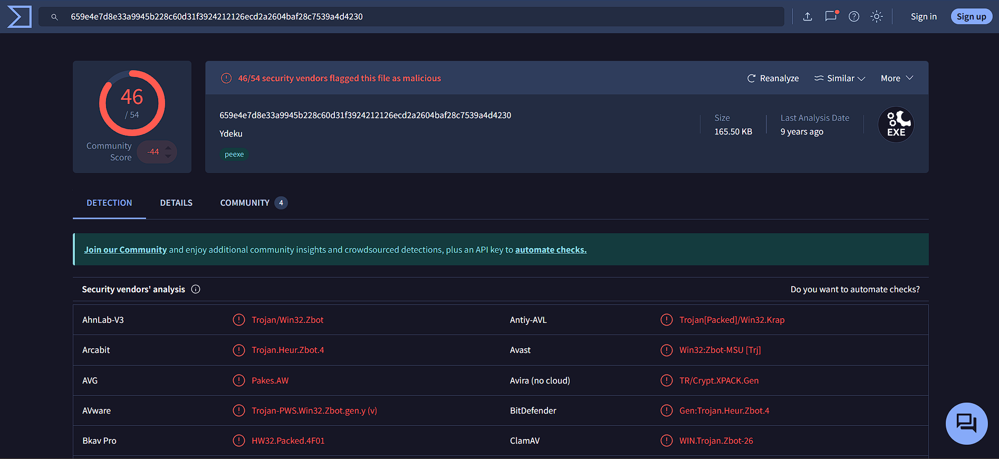 659e4e7d8e33a9945b228c60d31f3924212126ecd2a2604baf28c7539a4d4230
Sign in
Sign up
46
/ 54
Community
Score
-44
46/54 security vendors flagged this file as malicious
Reanalyze
Similar
More
659e4e7d8e33a9945b228c60d31f3924212126ecd2a2604baf28c7539a4d4230
Ydeku
peexe
Size
165.50 KB
Last Analysis Date
9 years ago
EXE
DETECTION
DETAILS
COMMUNITY 4
Join our Community and enjoy additional community insights and crowdsourced detections, plus an API key to automate checks.
Security vendors' analysis
Do you want to automate checks?
AhnLab-V3 Trojan/Win32.Zbot Antiy-AVL Trojan[Packed]/Win32.Krap
Arcabit Trojan.Heur.Zbot.4 Avast Win32:Zbot-MSU [Trj]
AVG Pakes.AW Avira (no cloud) TR/Crypt.XPACK.Gen
AVware Trojan-PWS.Win32.Zbot.gen.y (v) BitDefender Gen:Trojan.Heur.Zbot.4
Bkav Pro HW32.Packed.4F01 ClamAV WIN.Trojan.Zbot-26